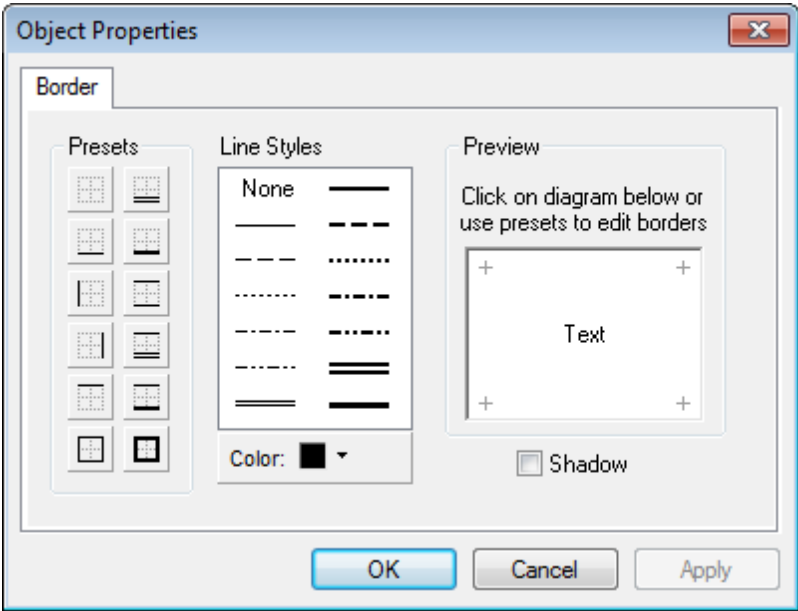 Object Properties
Border
Presets
Line Styles
None
Color:
Preview
Click on diagram below or
use presets to edit borders
Text
Shadow
OK
Cancel
Apply